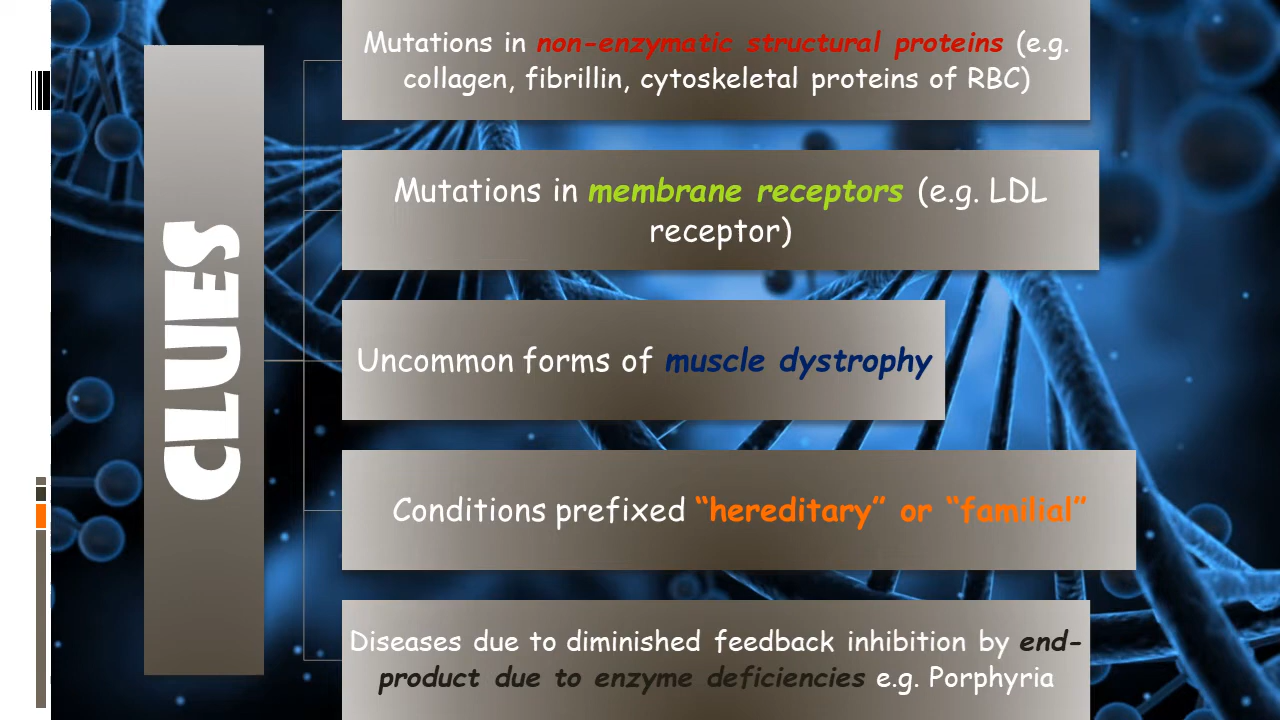 CLUES
Mutations in non-enzymatic structural proteins (e.g.
collagen, fibrillin, cytoskeletal proteins of RBC)
Mutations in membrane receptors (e.g. LDL
receptor)
Uncommon forms of muscle dystrophy
Conditions prefixed “hereditary” or “familial”
Diseases due to diminished feedback inhibition by end-
product due to enzyme deficiencies e.g. Porphyria